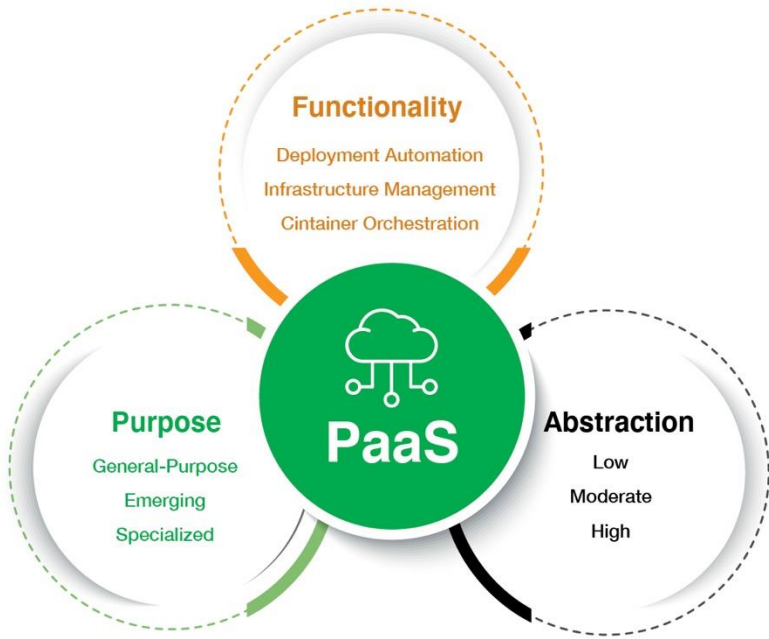 Functionality
Deployment Automation
Infrastructure Management
Cintainer Orchestration
PaaS
Purpose
General-Purpose
Emerging
Specialized
Abstraction
Low
Moderate
High